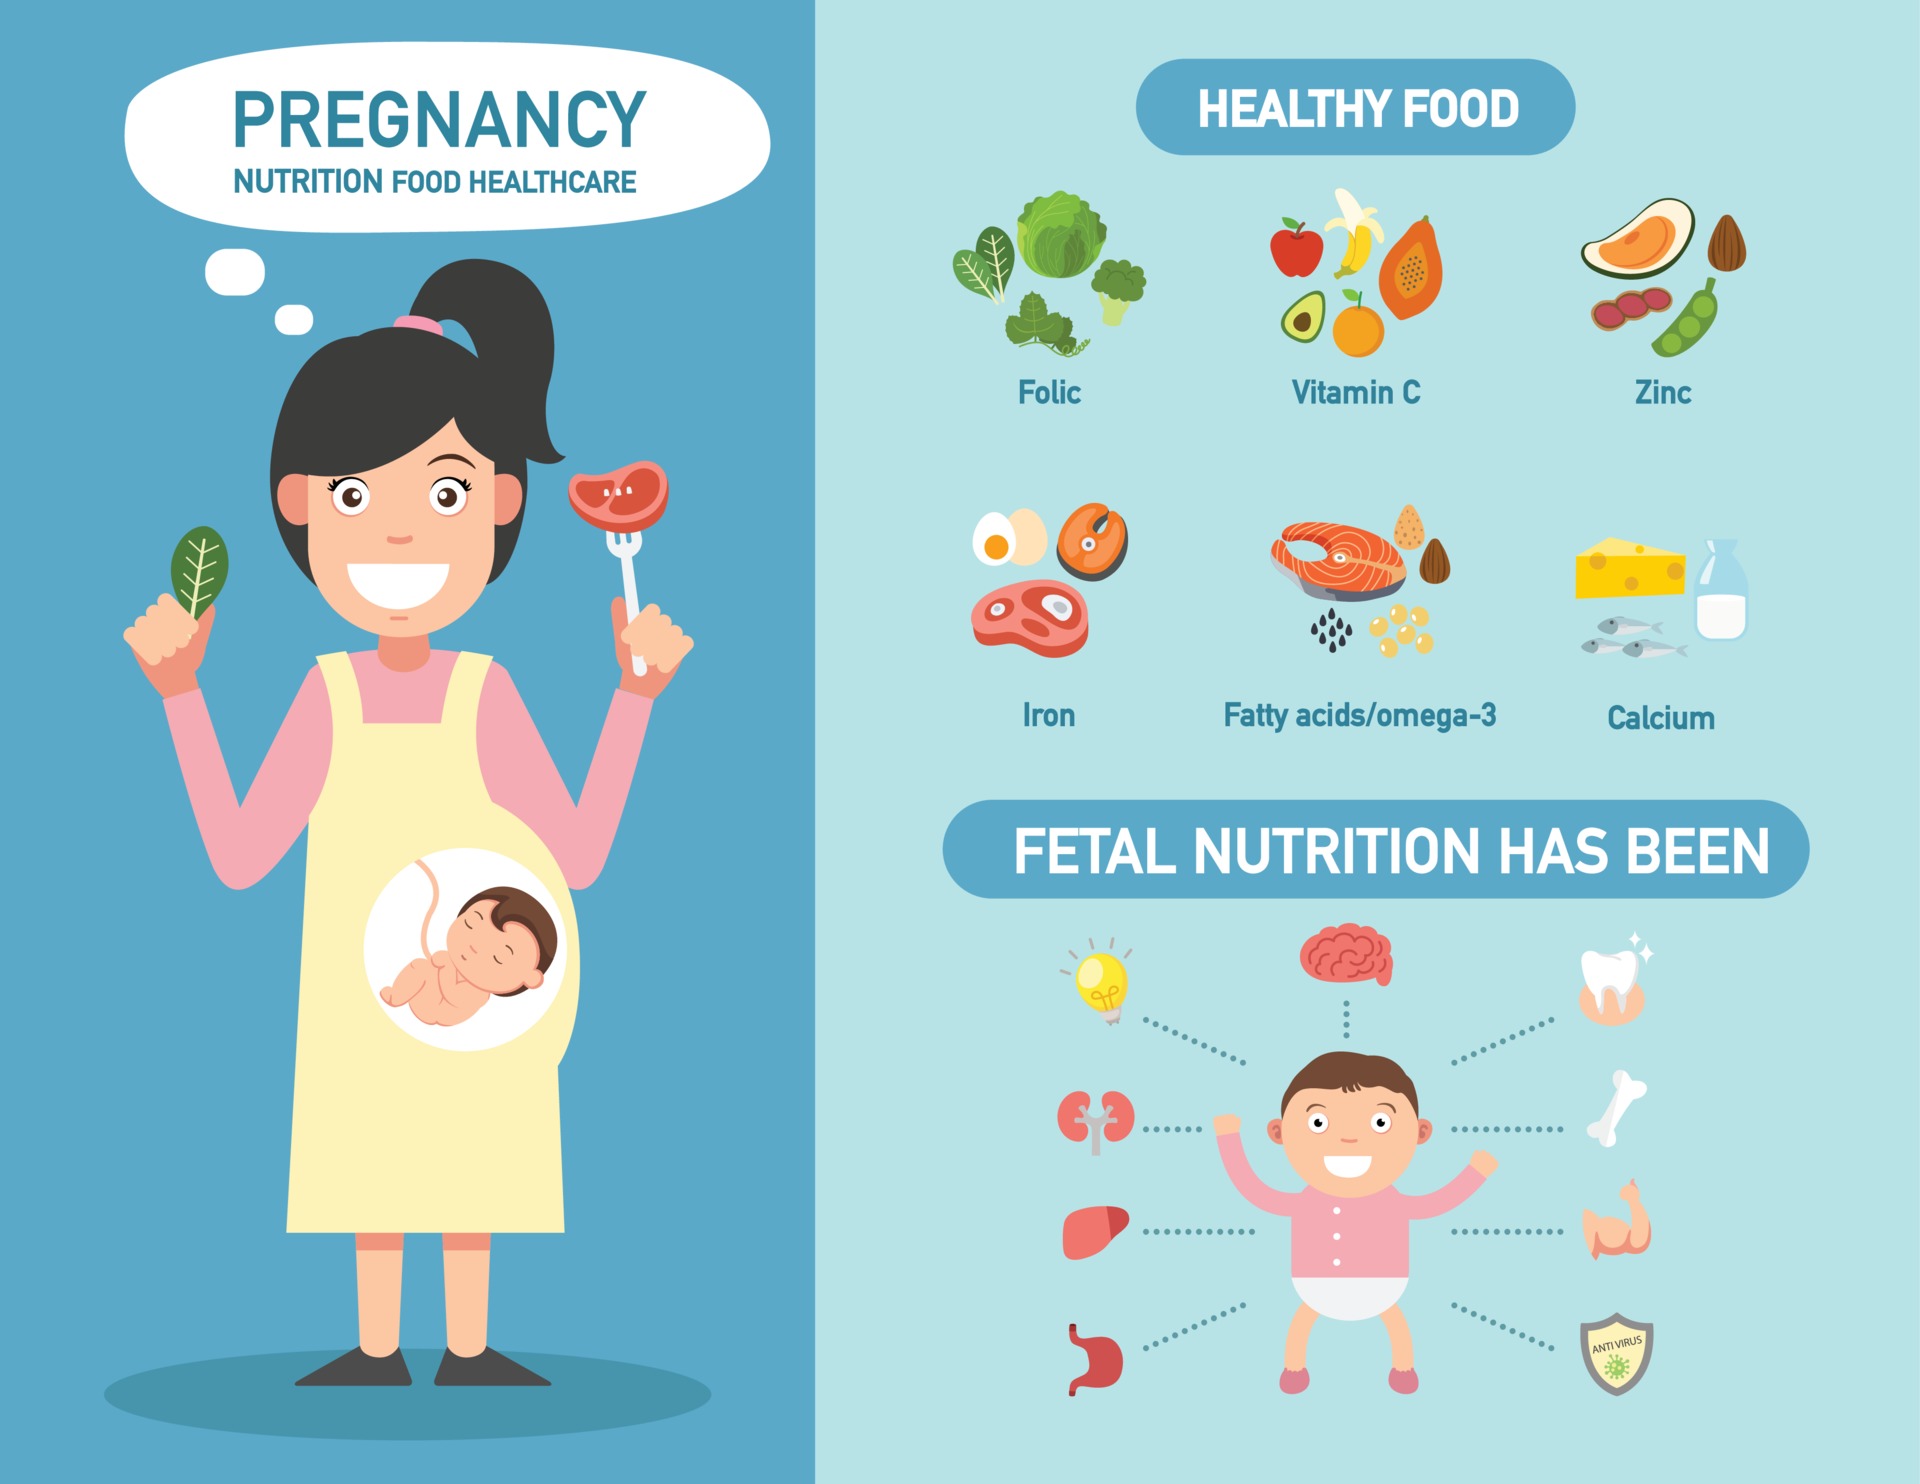 PREGNANCY
NUTRITION FOOD HEALTHCARE
HEALTHY FOOD
Folic
Vitamin C
Zinc
Iron
Fatty acids/omega-3
Calcium
FETAL NUTRITION HAS BEEN
ANTI VIRUS